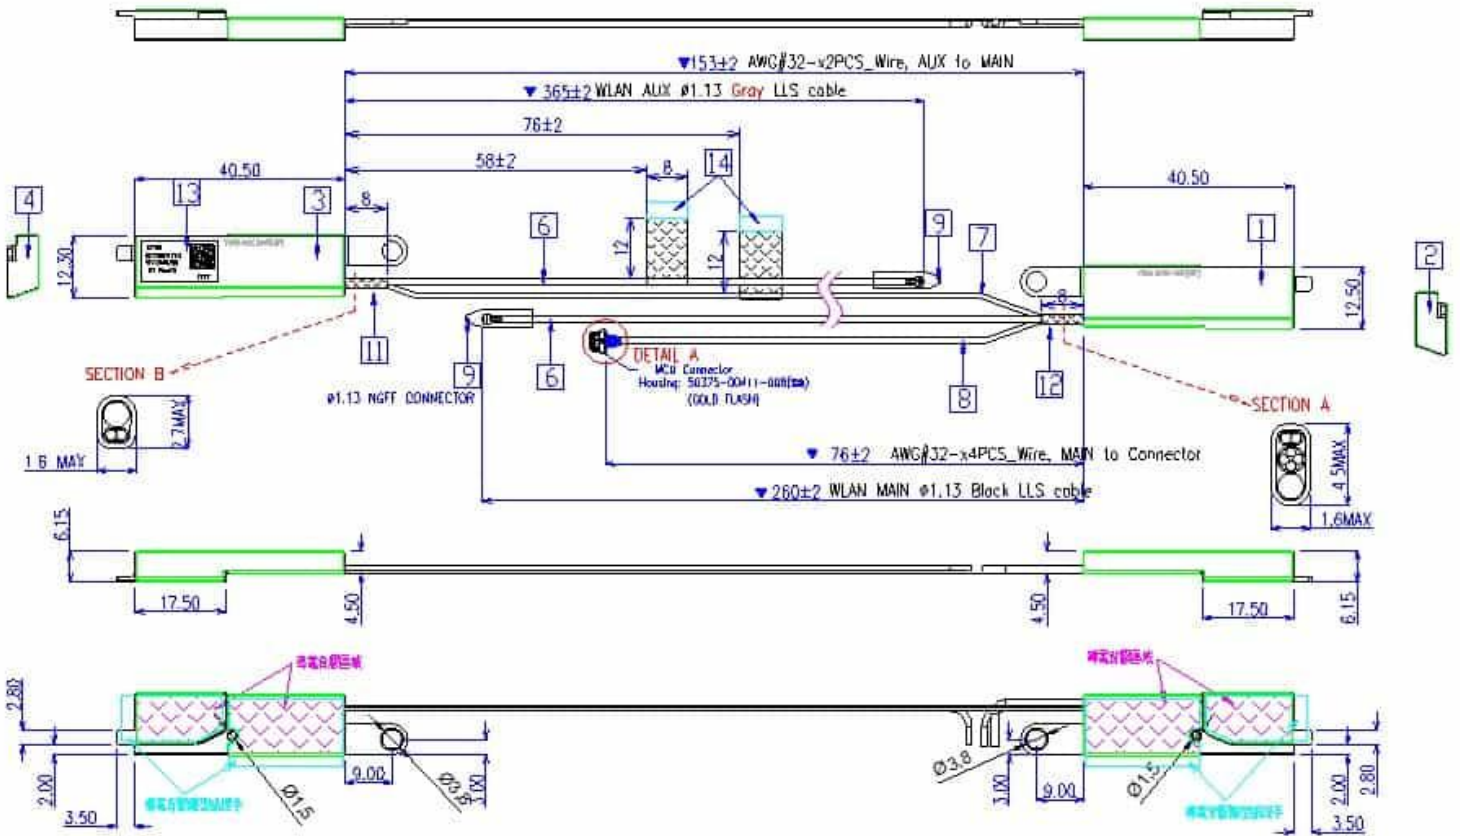 ▼153±2 AWG#32-x2PCS_Wire, AUX to MAIN
▼ 365±2 WLAN AUX ø1.13 Gray LLS cable
76±2
58±2
8
14
40.50
40.50
4
13
3
8
6
12
12
9
7
1
2
12.30
12.50
8
11
SECTION B
9
6
DETAIL A
MCU Connector
(GOLD FLASH)
ø1.13 NGFF CONNECTOR
8
12
SECTION A
2.7MAX
1.6 MAX
▼ 76±2 AWG#32-x4PCS_Wire, MAIN to Connector
▼260±2 WLAN MAIN ø1.13 Black LLS cable
4.5MAX
1.6MAX
6.15
17.50
4.50
4.50
17.50
6.15
2.80
2.00
3.50
Ø1.5
9.00
Ø3.8
3.00
Ø3.8
3.00
9.00
Ø1.5
2.00
2.80
3.50